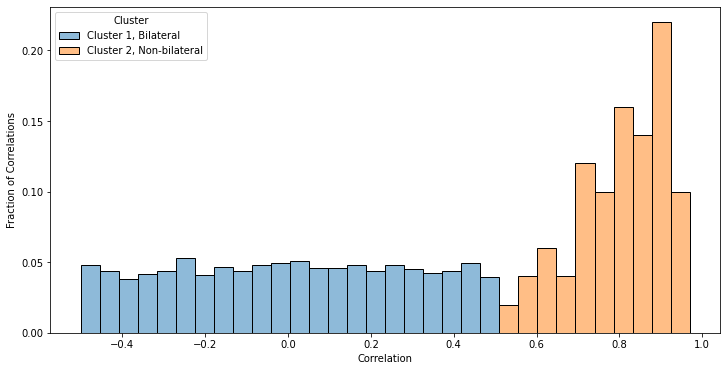 Cluster
Cluster 1, Bilateral
Cluster 2, Non-bilateral
Fraction of Correlations
0.20
0.15
0.10
0.05
0.00
−0.4 −0.2 0.0 0.2 0.4 0.6 0.8 1.0
Correlation